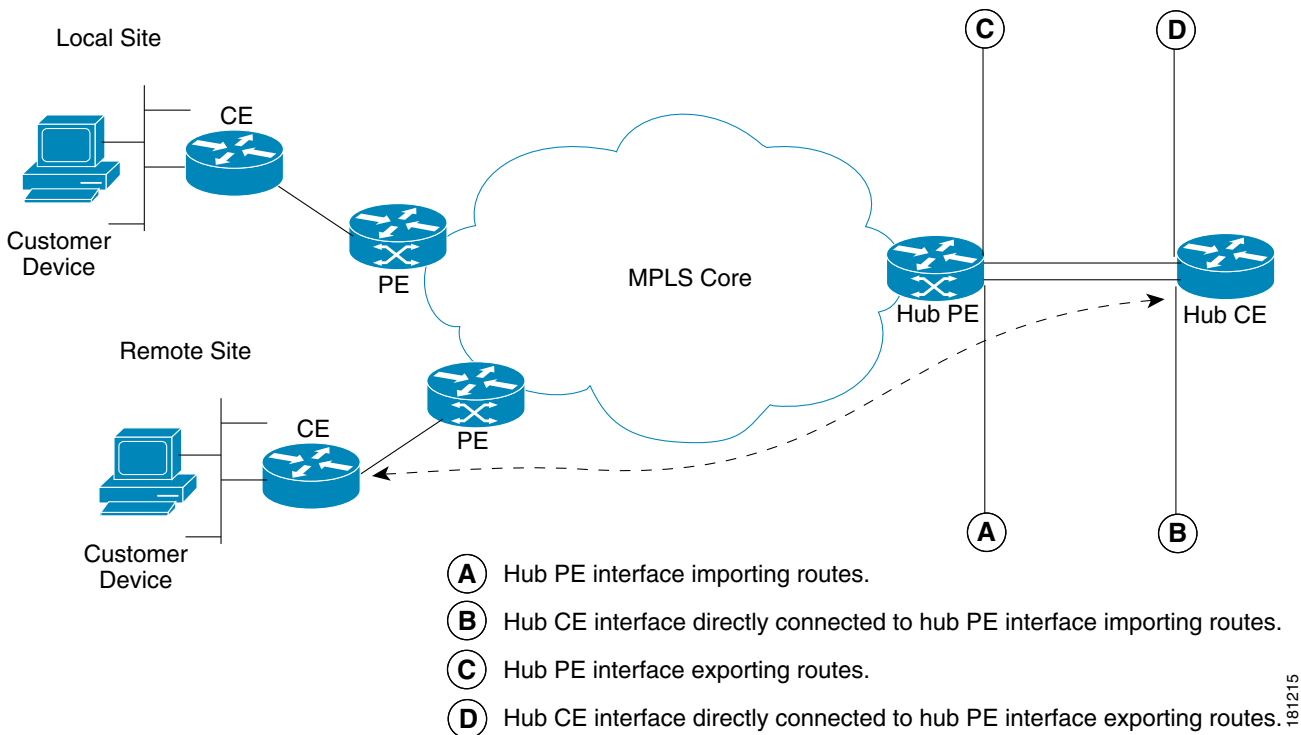 C
D
Local Site
CE
Customer
Device
PE
MPLS Core
Hub PE
Hub CE
Remote Site
CE
PE
Customer
Device
A
B
A Hub PE interface importing routes.
B Hub CE interface directly connected to hub PE interface importing routes.
C Hub PE interface exporting routes.
D Hub CE interface directly connected to hub PE interface exporting routes.
181215